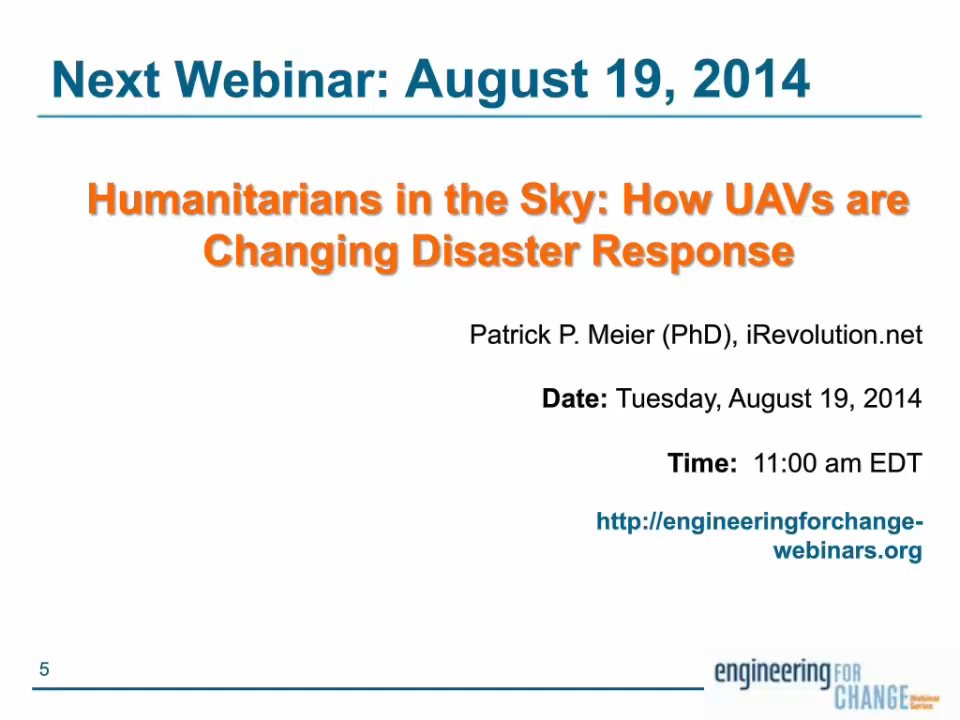 Next Webinar: August 19, 2014
Humanitarians in the Sky: How UAVs are
Changing Disaster Response
Patrick P. Meier (PhD), iRevolution.net
Date: Tuesday, August 19, 2014
Time: 11:00 am EDT
http://engineeringforchange-
webinars.org
5
engineering FOR
CHANGE Webinar
Series